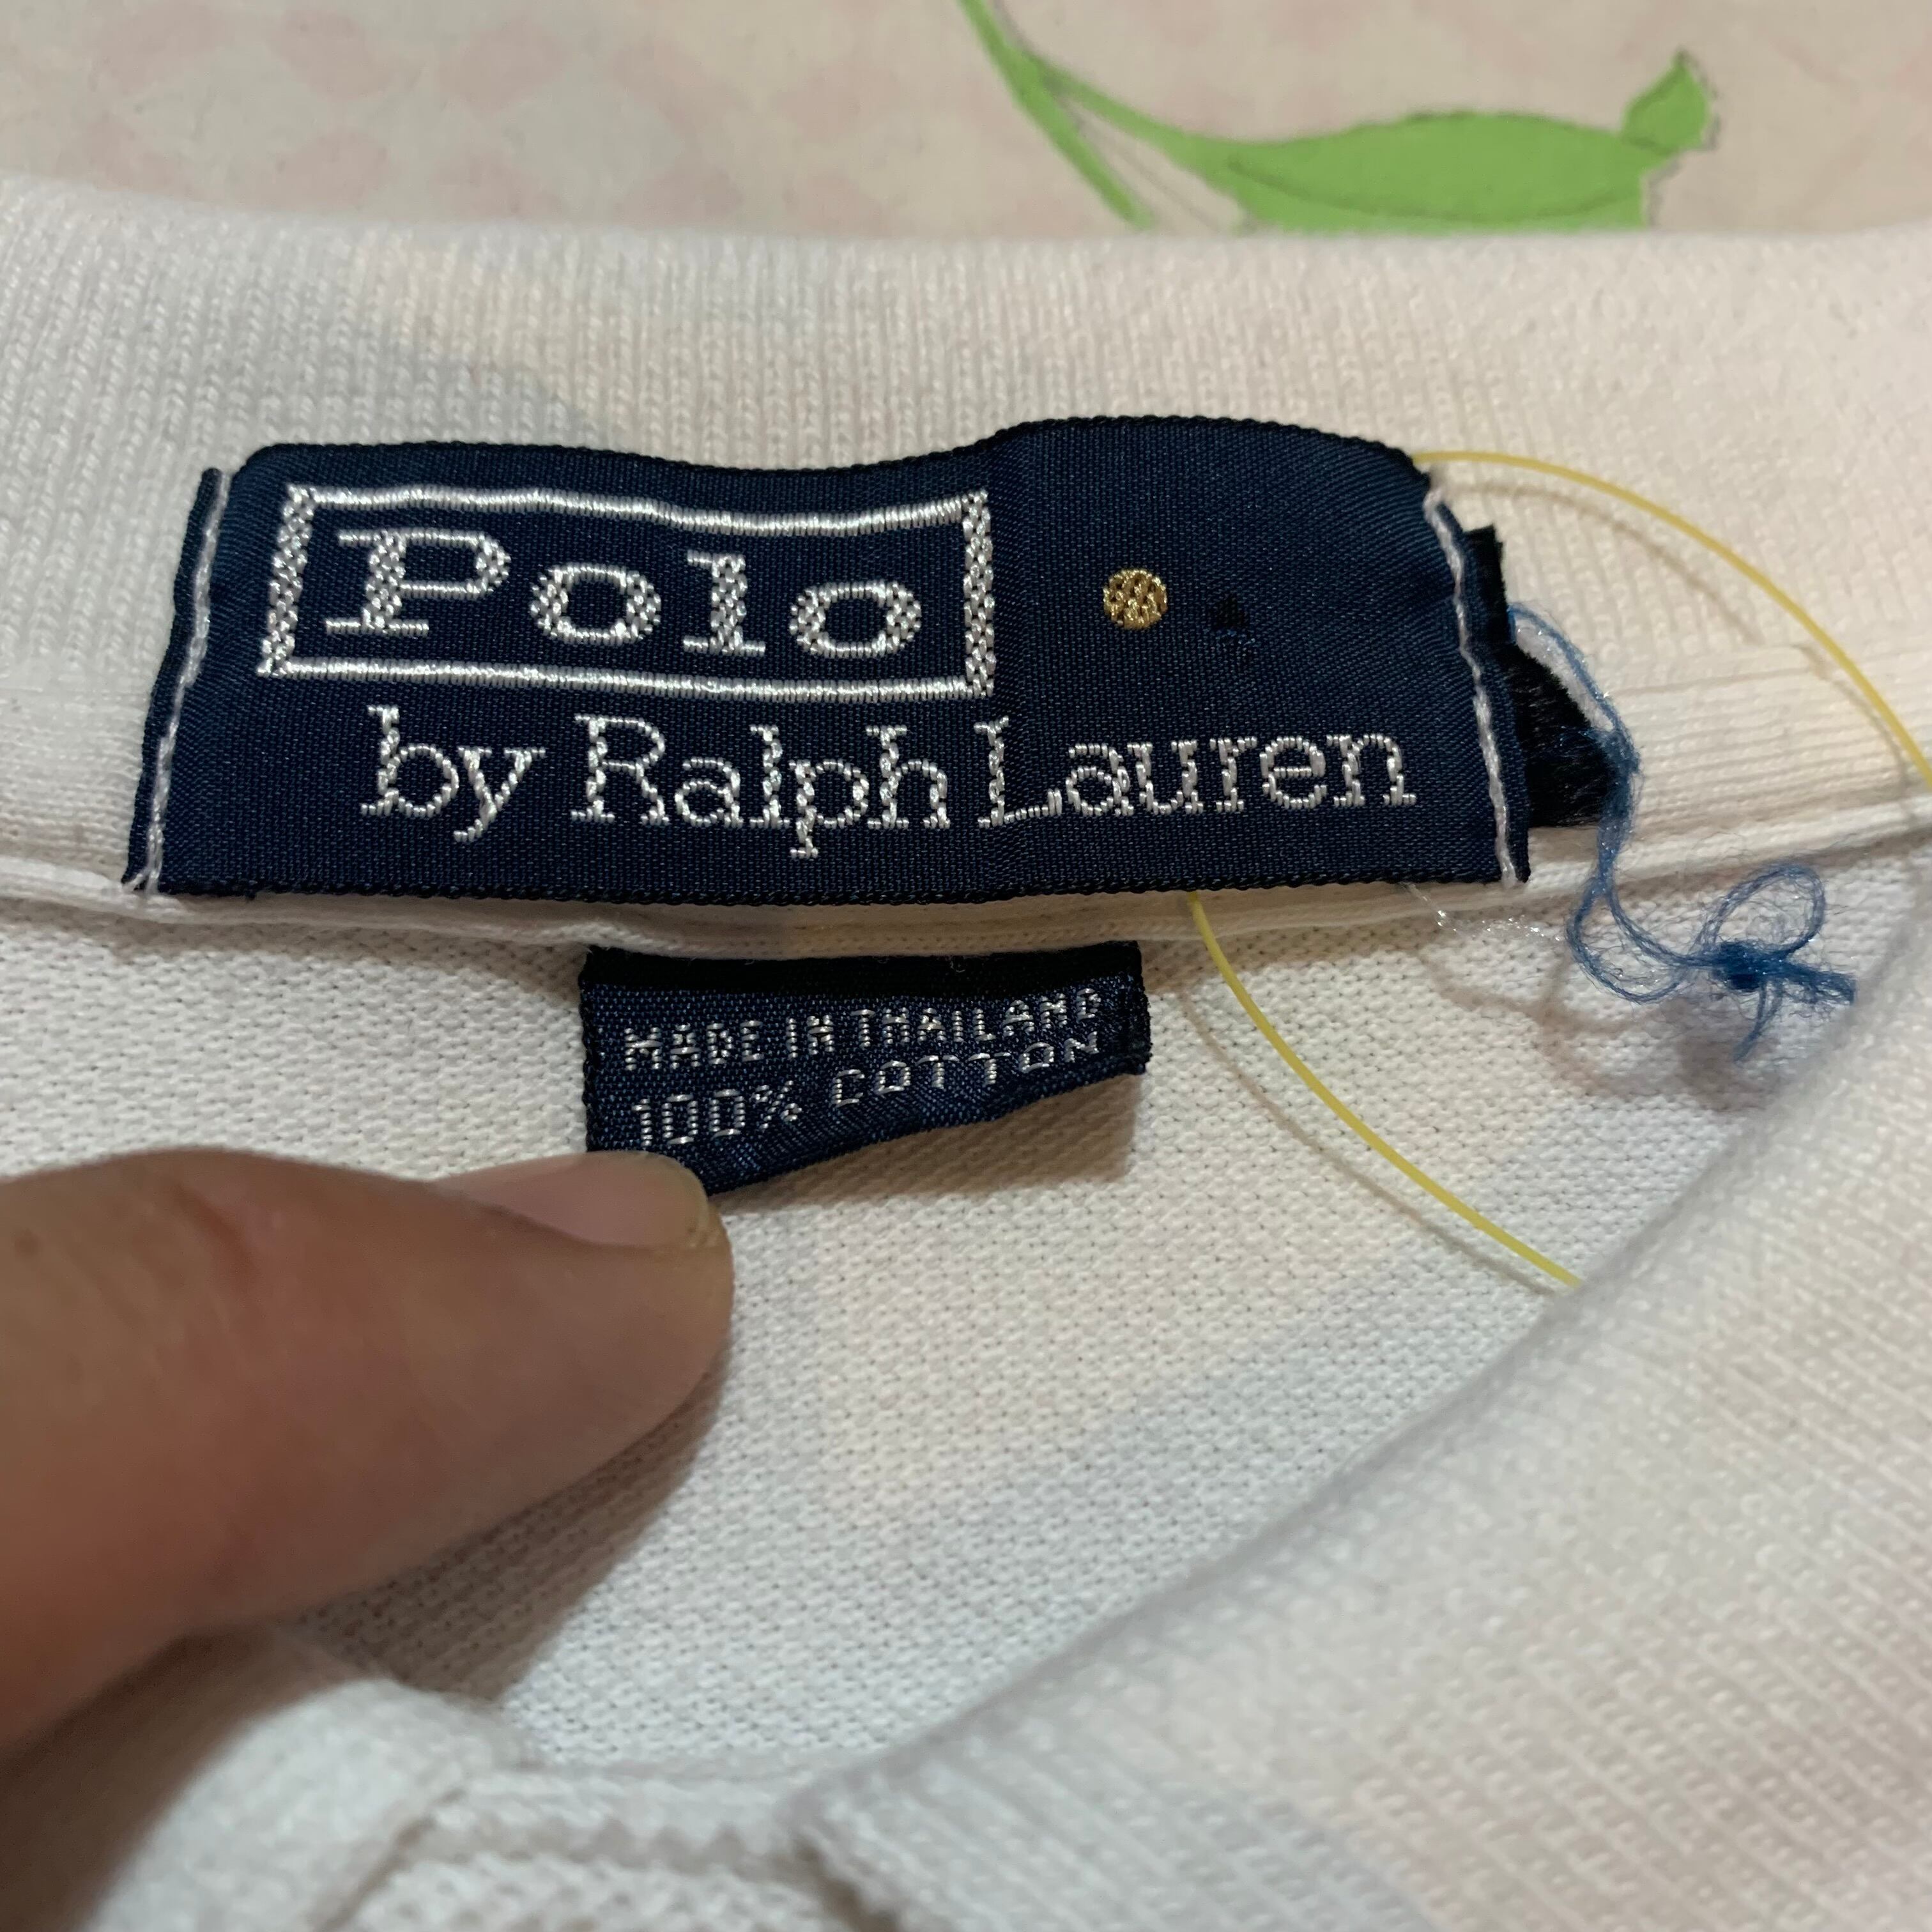 Polo
by Ralph Lauren
MADE IN THAILAND
100% COTTON